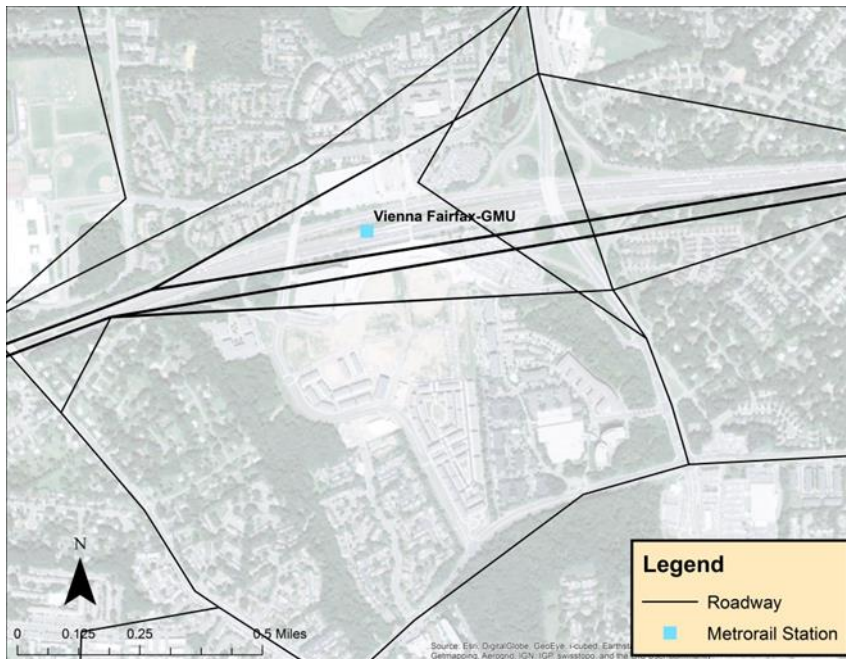 Vienna Fairfax-GMU
N
0 0.125 0.25 0.5 Miles
Legend
Roadway
Metrorail Station
Source: Esri, DigitalGlobe, GeoEye, i-cubed,
Getmapping, Aerogrid, IGN, IGP, swisstopo, and the